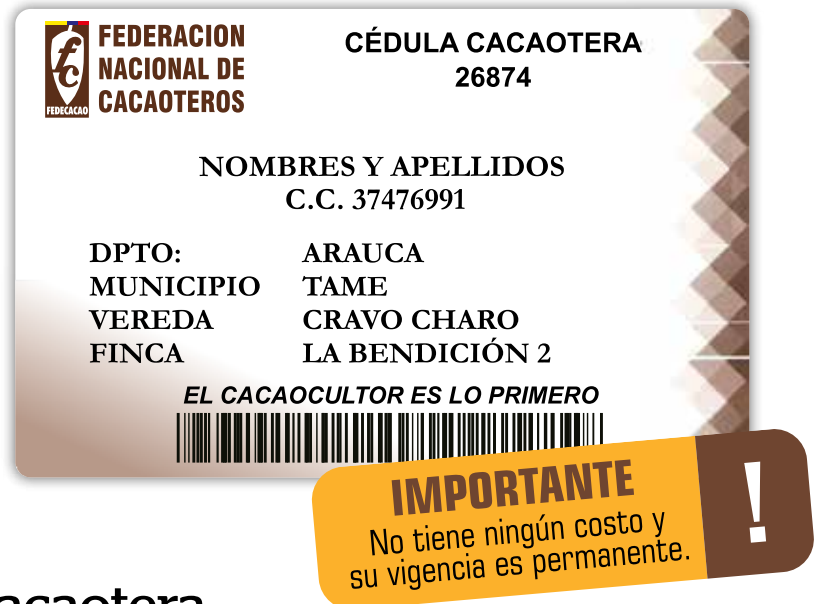 FEDERACION
NACIONAL DE
CACAOTEROS
FEDECACAO
CÉDULA CACAOTERA
26874
NOMBRES Y APELLIDOS
C.C. 37476991
DPTO: ARAUCA
MUNICIPIO TAME
VEREDA CRAVO CHARO
FINCA LA BENDICIÓN 2
EL CACAOCULTOR ES LO PRIMERO
IMPORTANTE
No tiene ningún costo y
su vigencia es permanente.
!